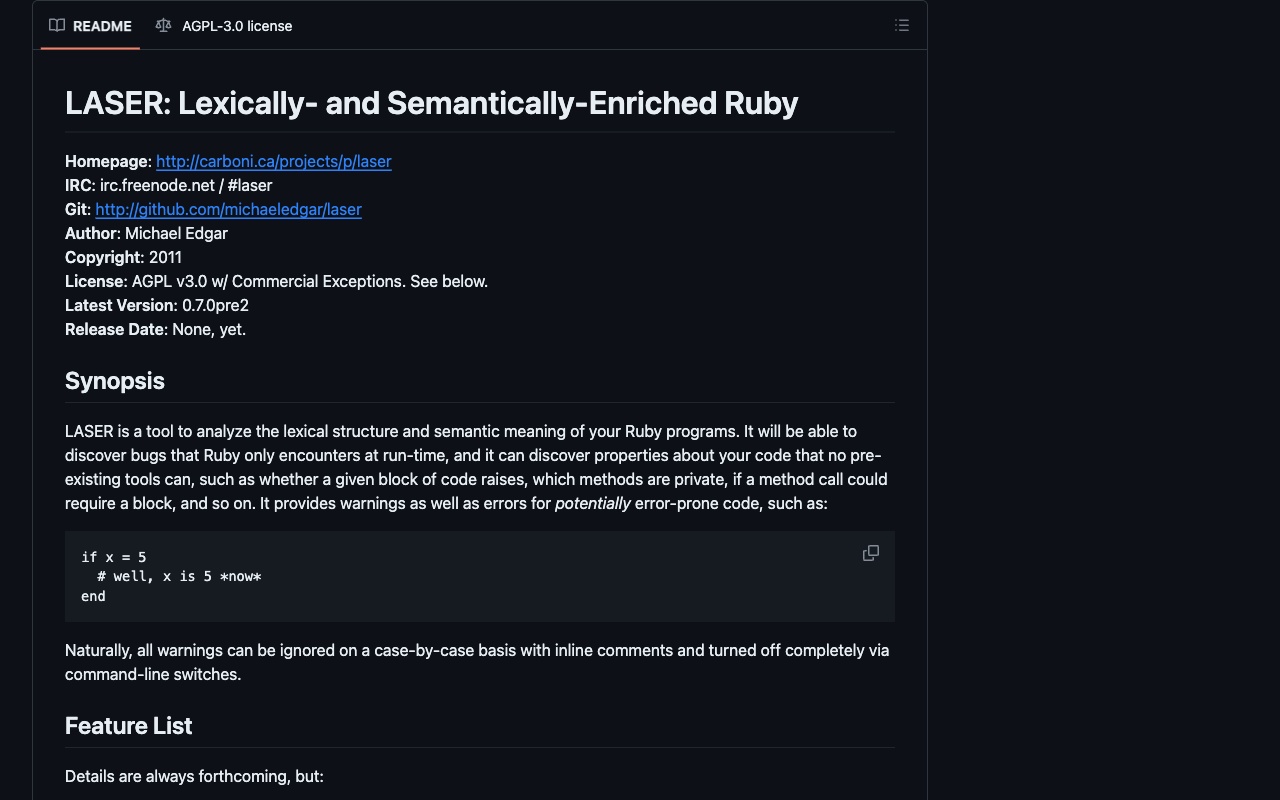 README
AGPL-3.0 license
LASER: Lexically- and Semantically-Enriched Ruby
Homepage: http://carboni.ca/projects/p/laser
IRC: irc.freenode.net / #laser
Git: http://github.com/michaeledgar/laser
Author: Michael Edgar
Copyright: 2011
License: AGPL v3.0 w/ Commercial Exceptions. See below.
Latest Version: 0.7.0pre2
Release Date: None, yet.
Synopsis
LASER is a tool to analyze the lexical structure and semantic meaning of your Ruby programs. It will be able to
discover bugs that Ruby only encounters at run-time, and it can discover properties about your code that no pre-
existing tools can, such as whether a given block of code raises, which methods are private, if a method call could
require a block, and so on. It provides warnings as well as errors for potentially error-prone code, such as:
if x = 5
  # well, x is 5 *now*
end
Naturally, all warnings can be ignored on a case-by-case basis with inline comments and turned off completely via
command-line switches.
Feature List
Details are always forthcoming, but: